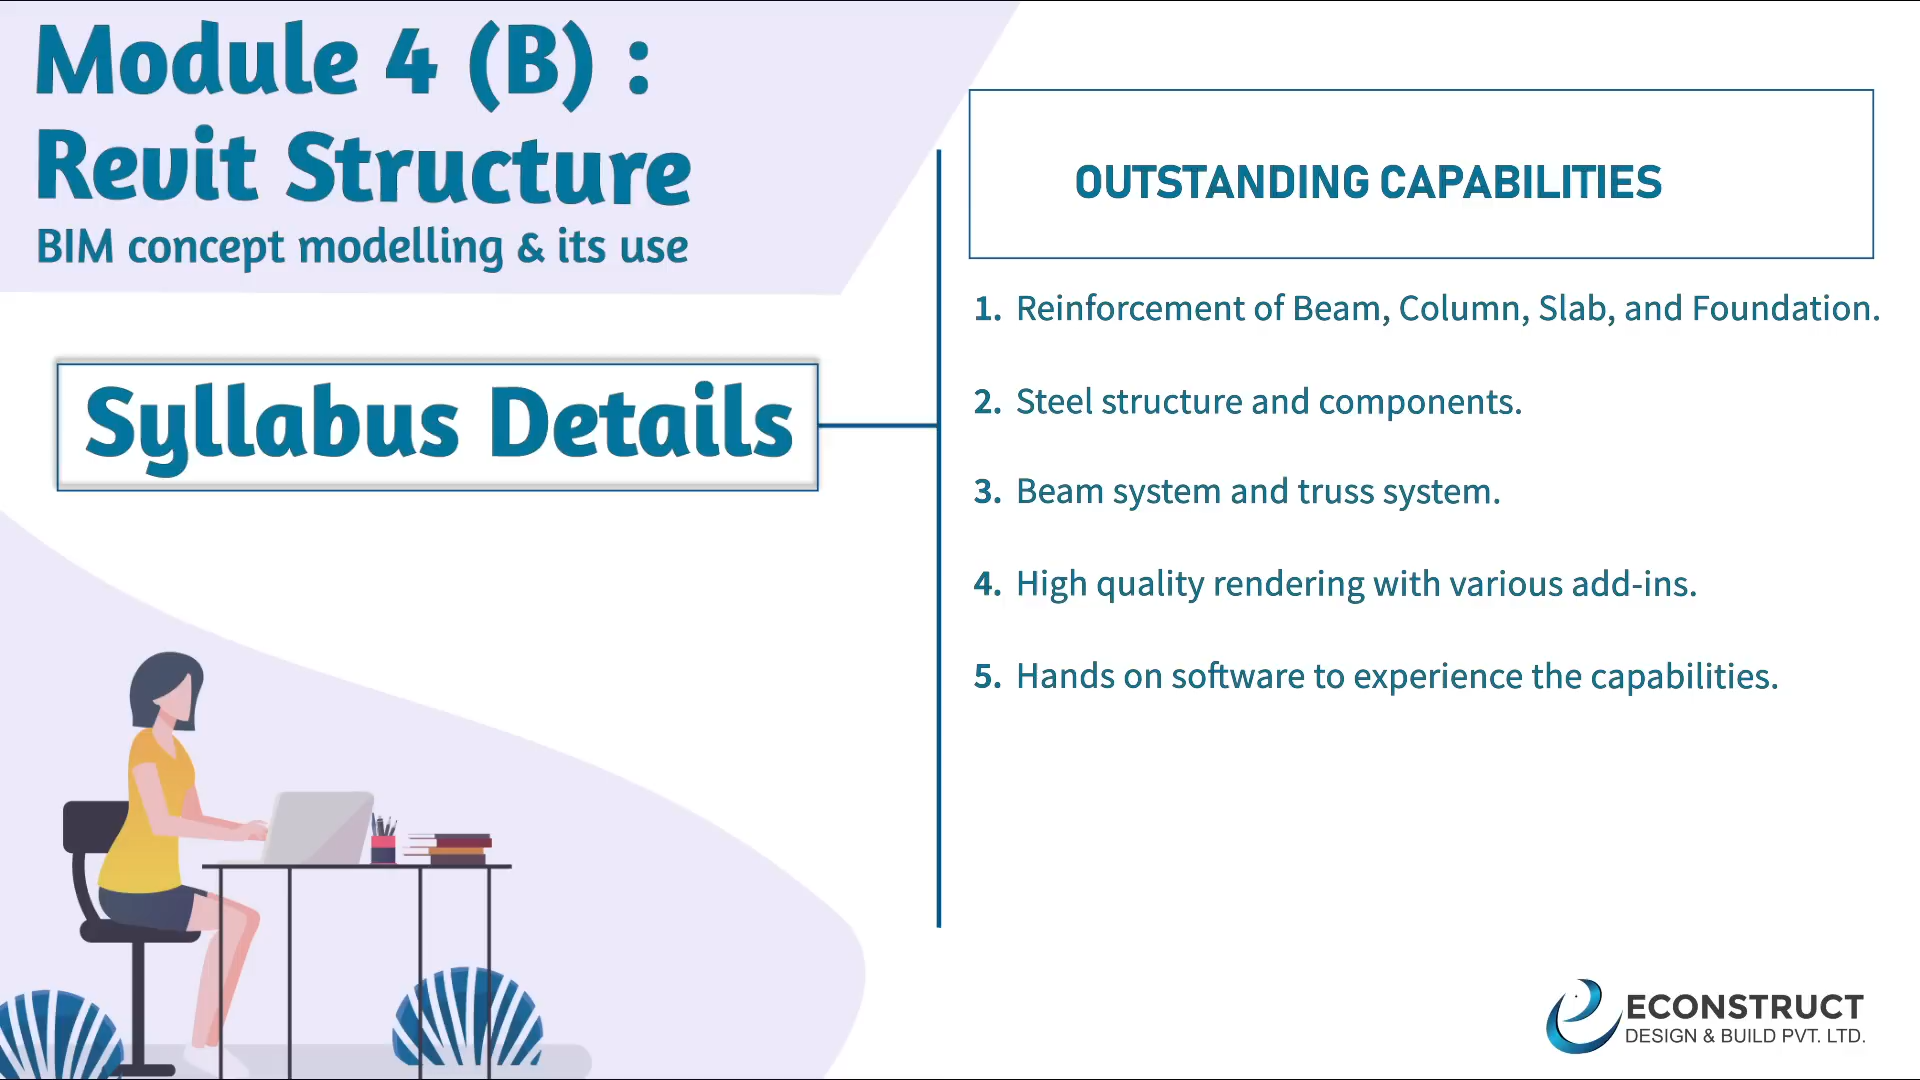 Module 4 (B) :
Revit Structure
BIM concept modelling & its use
Syllabus Details
OUTSTANDING CAPABILITIES
1. Reinforcement of Beam, Column, Slab, and Foundation.
2. Steel structure and components.
3. Beam system and truss system.
4. High quality rendering with various add-ins.
5. Hands on software to experience the capabilities.
ECONSTRUCT
DESIGN & BUILD PVT. LTD.